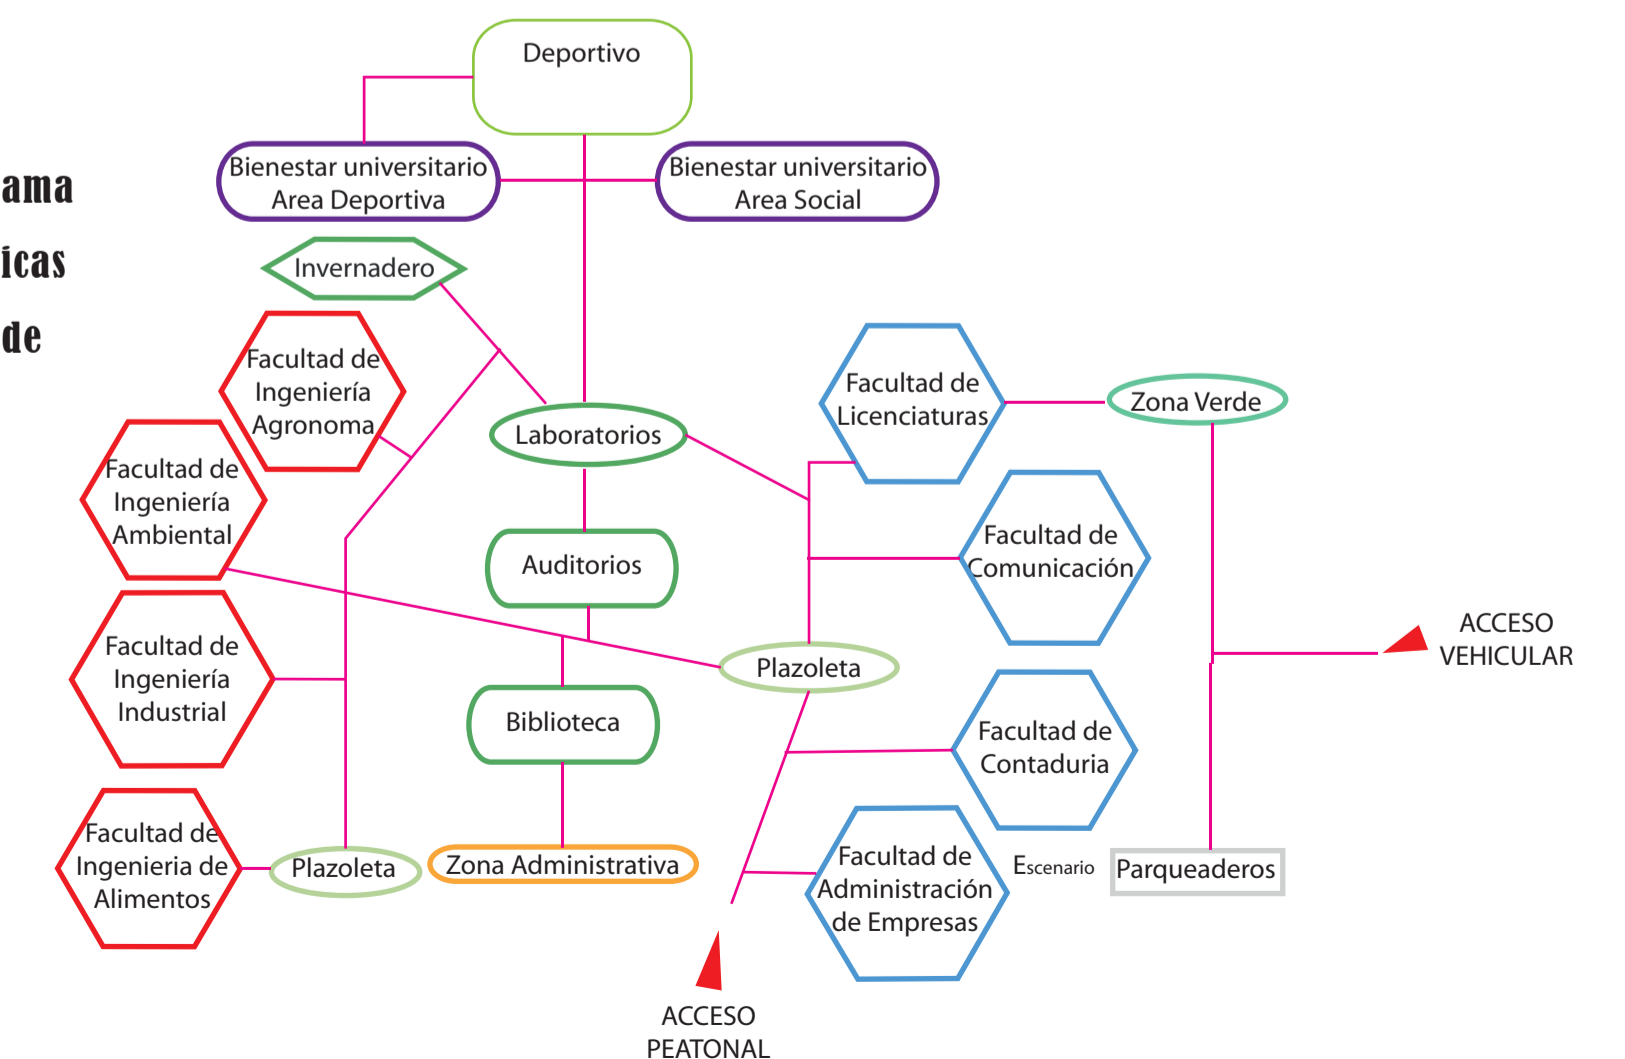 Deportivo
ama
icas
de
Bienestar universitario
Area Deportiva
Bienestar universitario
Area Social
Invernadero
Facultad de
Ingeniería
Agronoma
Facultad de
Licenciaturas
Zona Verde
Laboratorios
Facultad de
Ingeniería
Ambiental
Auditorios
Facultad de
Comunicación
ACCESO
VEHICULAR
Facultad de
Ingeniería
Industrial
Plazoleta
Biblioteca
Facultad de
Contaduria
Facultad de
Ingenieria de
Alimentos
Plazoleta
Zona Administrativa
Facultad de
Administración
de Empresas
Escenario
Parqueaderos
ACCESO
PEATONAL